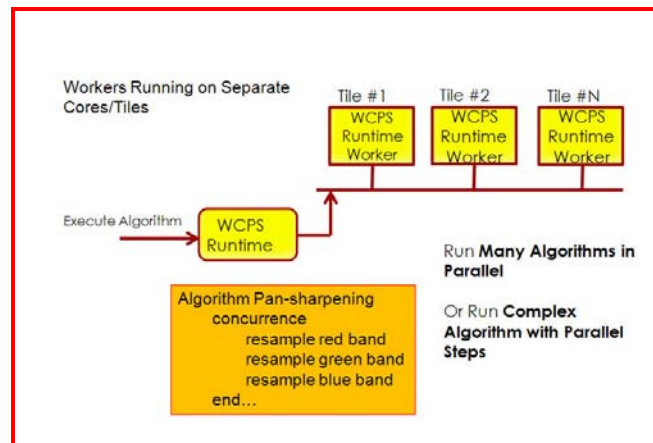 Workers Running on Separate
Cores/Tiles
Tile #1
Tile #2
Tile #N
WCPS
Runtime
Worker
WCPS
Runtime
Worker
WCPS
Runtime
Worker
Execute Algorithm
WCPS
Runtime
Run Many Algorithms in
Parallel
Or Run Complex
Algorithm with Parallel
Steps
Algorithm Pan-sharpening
concurrence
resample red band
resample green band
resample blue band
end…